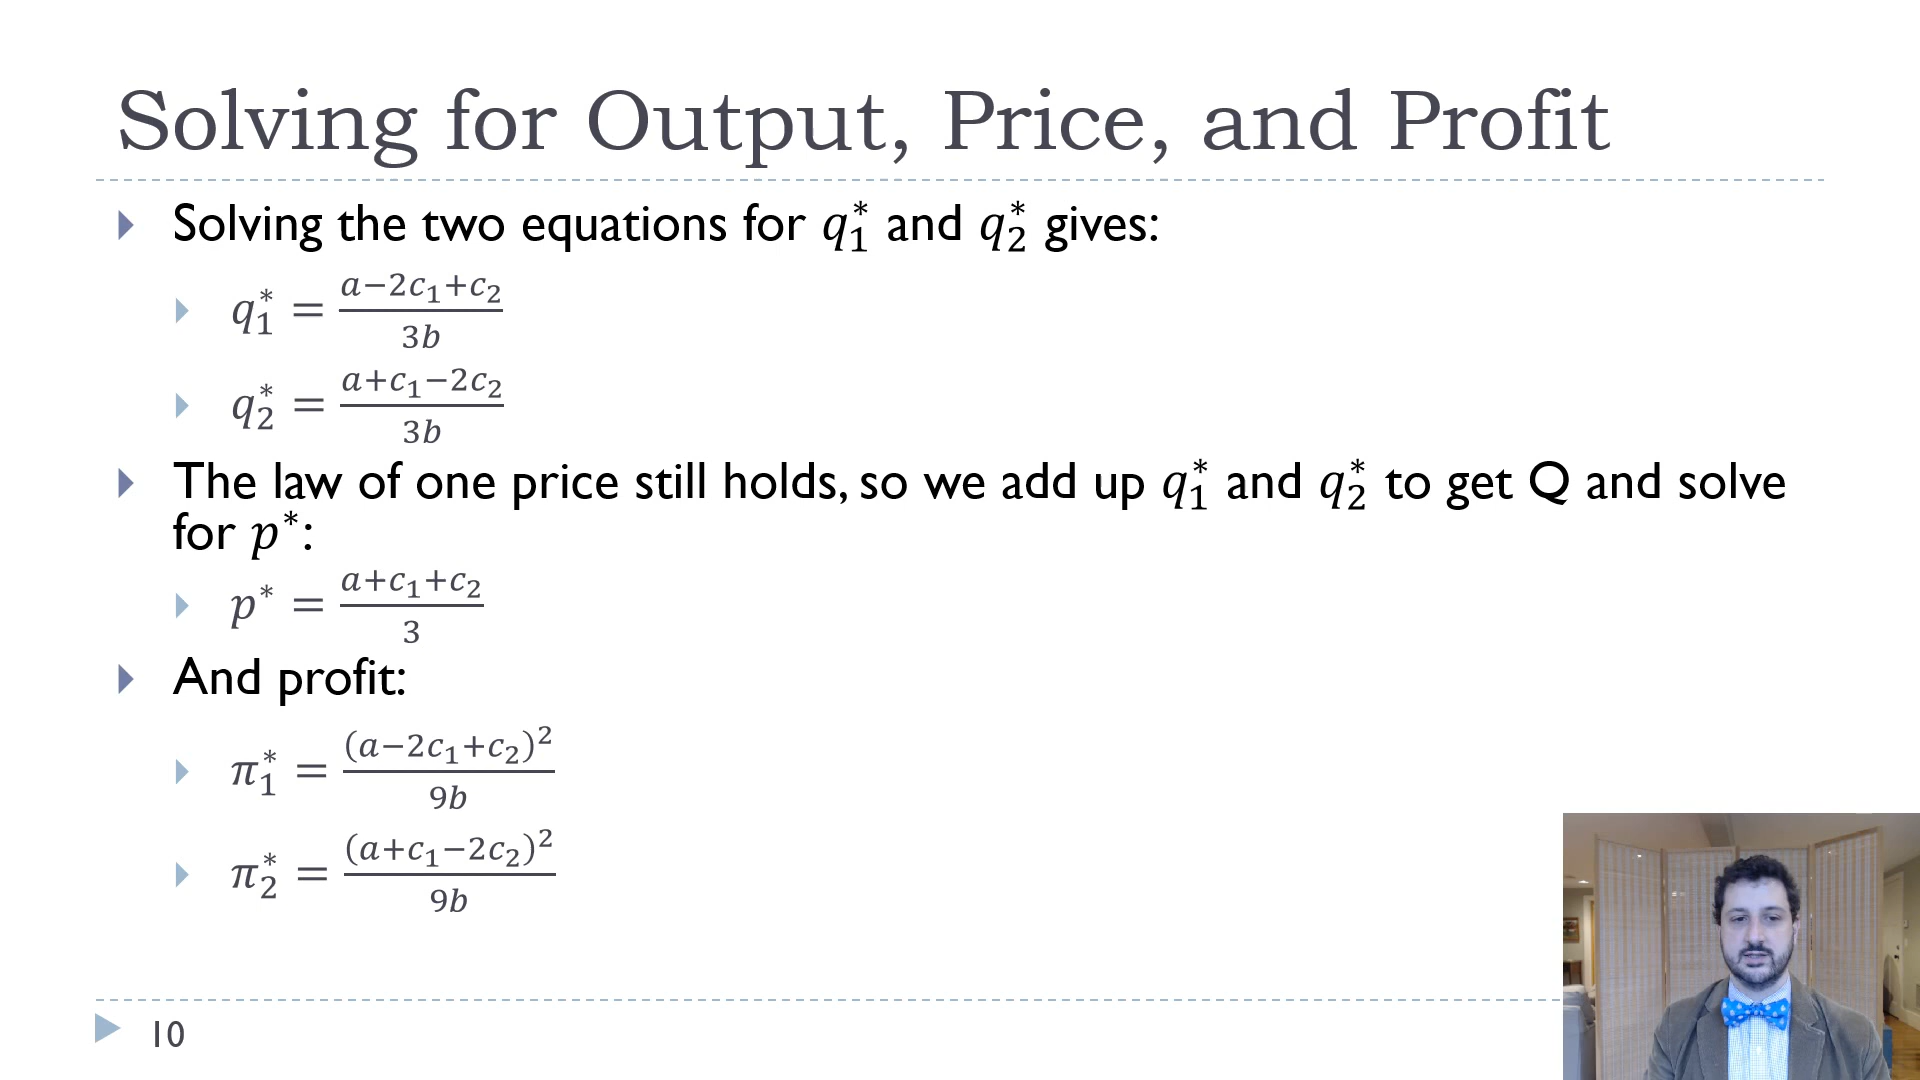 Solving for Output, Price, and Profit
Solving the two equations for q₁* and q₂* gives:
q₁* = (a−2c₁+c₂)/(3b)
q₂* = (a+c₁−2c₂)/(3b)
The law of one price still holds, so we add up q₁* and q₂* to get Q and solve
for p*:
p* = (a+c₁+c₂)/3
And profit:
π₁* = (a−2c₁+c₂)²/(9b)
π₂* = (a+c₁−2c₂)²/(9b)
10